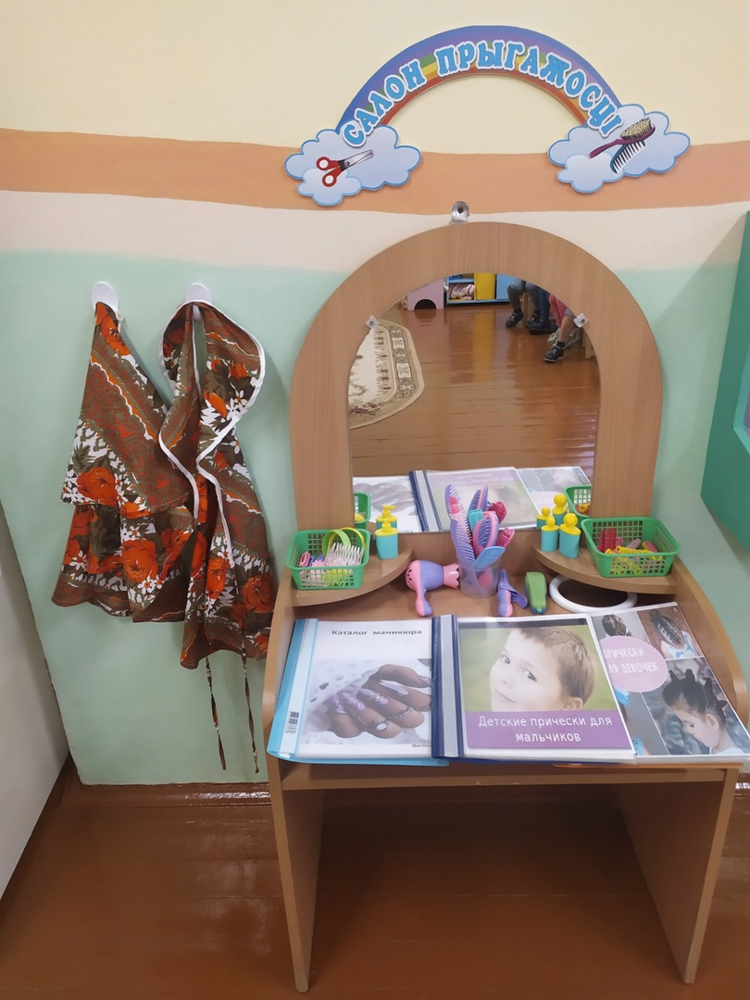 САЛОН ПРЫГАЖОСЦІ
Каталог маникюра
Детские прически для
мальчиков
ПРИЧЕСКИ
ДЛЯ ДЕВОЧЕК